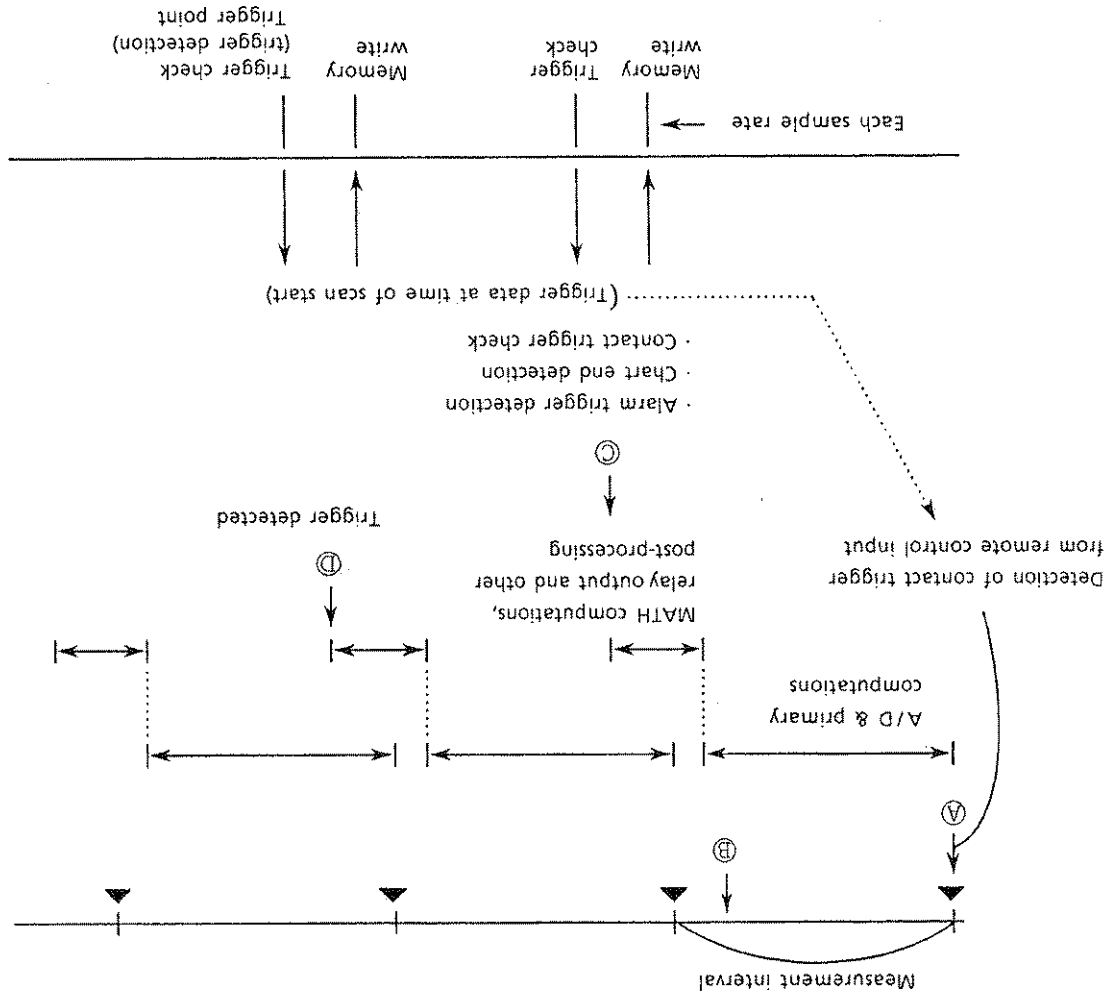 Measurement interval
Ⓑ
Ⓐ
A/D & primary
computations
MATH computations,
relay output and other
post-processing
Detection of contact trigger
from remote control input
Ⓓ
Trigger detected
Ⓒ
· Alarm trigger detection
· Chart end detection
· Contact trigger check
(Trigger data at time of scan start)
Each sample rate
Memory
write
Trigger
check
Memory
write
Trigger check
(trigger detection)
Trigger point